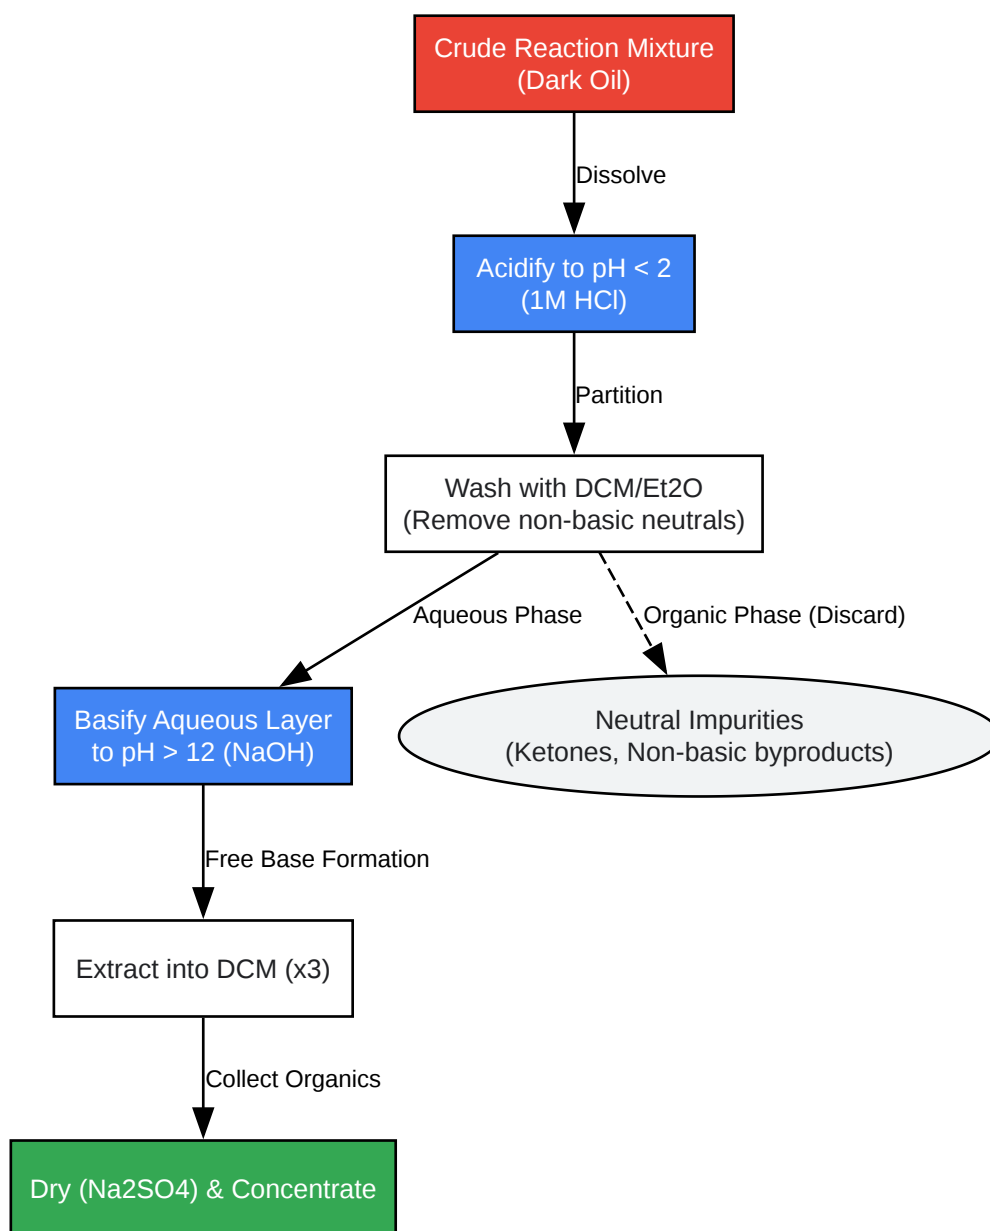 Crude Reaction Mixture
(Dark Oil)
Dissolve
Acidify to pH < 2
(1M HCl)
Partition
Wash with DCM/Et2O
(Remove non-basic neutrals)
Aqueous Phase
Organic Phase (Discard)
Basify Aqueous Layer
to pH > 12 (NaOH)
Neutral Impurities
(Ketones, Non-basic byproducts)
Free Base Formation
Extract into DCM (x3)
Collect Organics
Dry (Na2SO4) & Concentrate